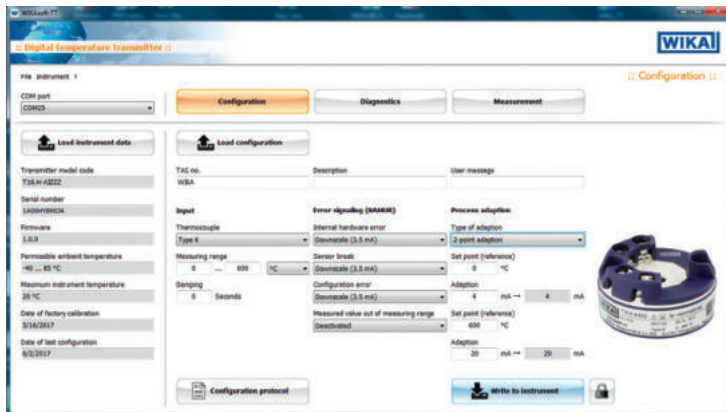 WIKAsoft-TT
:: Digital temperature transmitter ::
WIKAI
File Instrument ?
:: Configuration ::
COM port
COM25
Configuration
Diagnostics
Measurement
Load instrument data
Load configuration
Transmitter model code
T16.H-AIZZZ
TAG no.
WIKA
Description
User message
Serial number
Input
Error signaling (NAMUR)
Process adaption
Firmware
1.0.0
Thermocouple
Type K
Internal hardware error
Downscale (3.5 mA)
Type of adaption
2-point adaption
Permissible ambient temperature
-40 ... 85 °C
Measuring range
0 ... 600 °C
Sensor break
Downscale (3.5 mA)
Set point (reference)
0 °C
Maximum instrument temperature
20 °C
Damping
0 Seconds
Configuration error
Downscale (3.5 mA)
Adaption
4 mA → 4 mA
Date of factory calibration
3/16/2017
Measured value out of measuring range
Deactivated
Set point (reference)
600 °C
Date of last configuration
6/2/2017
Adaption
20 mA → 20 mA
Configuration protocol
Write to instrument